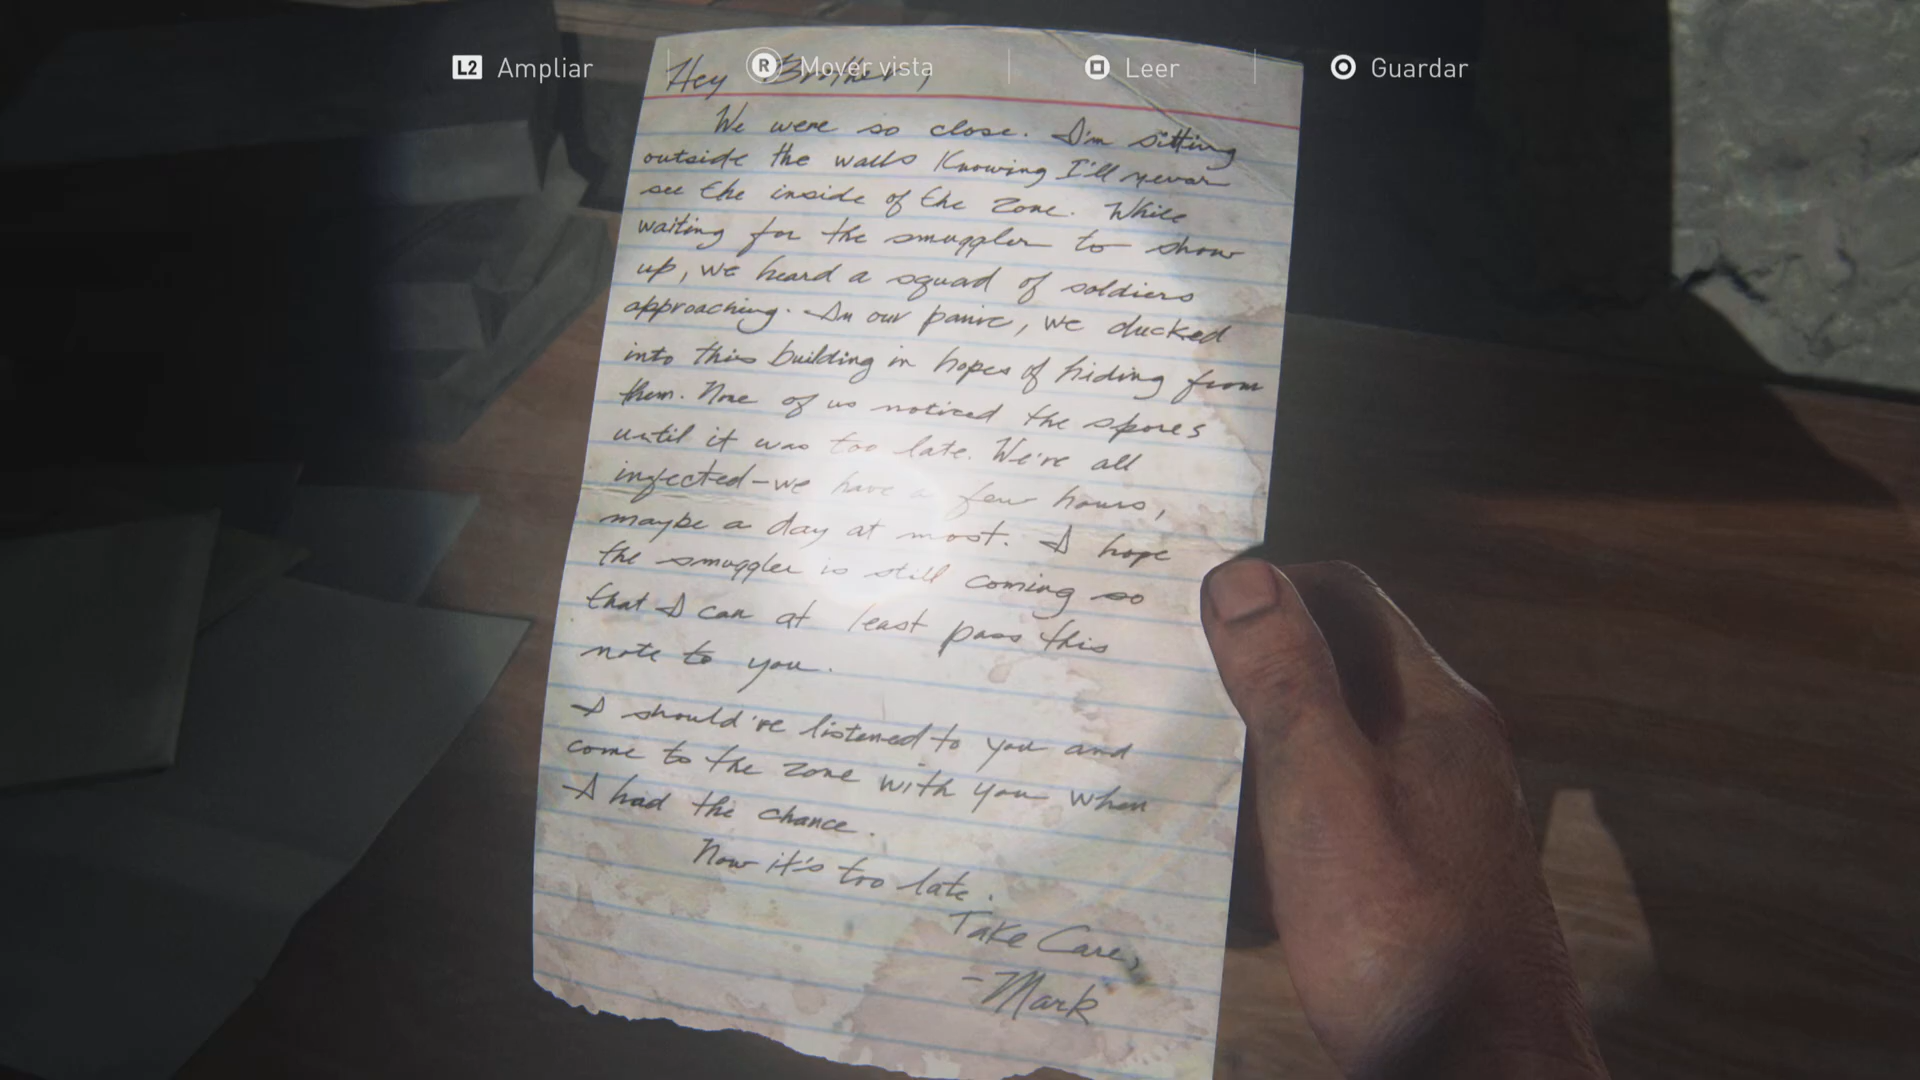 L2 Ampliar R Mover vista Leer Guardar
Hey Brother,
We were so close. I'm sitting
outside the walls Knowing I'll never
see the inside of the zone. While
waiting for the smuggler to show
up, we heard a squad of soldiers
approaching. In our panic, we ducked
into this building in hopes of hiding from
them. None of us noticed the spores
until it was too late. We're all
infected-we have a few hours,
maybe a day at most. I hope
the smuggler is still coming so
that I can at least pass this
note to you.
I should've listened to you and
come to the zone with you when
I had the chance.
Now it's too late.
Take Care,
-Mark